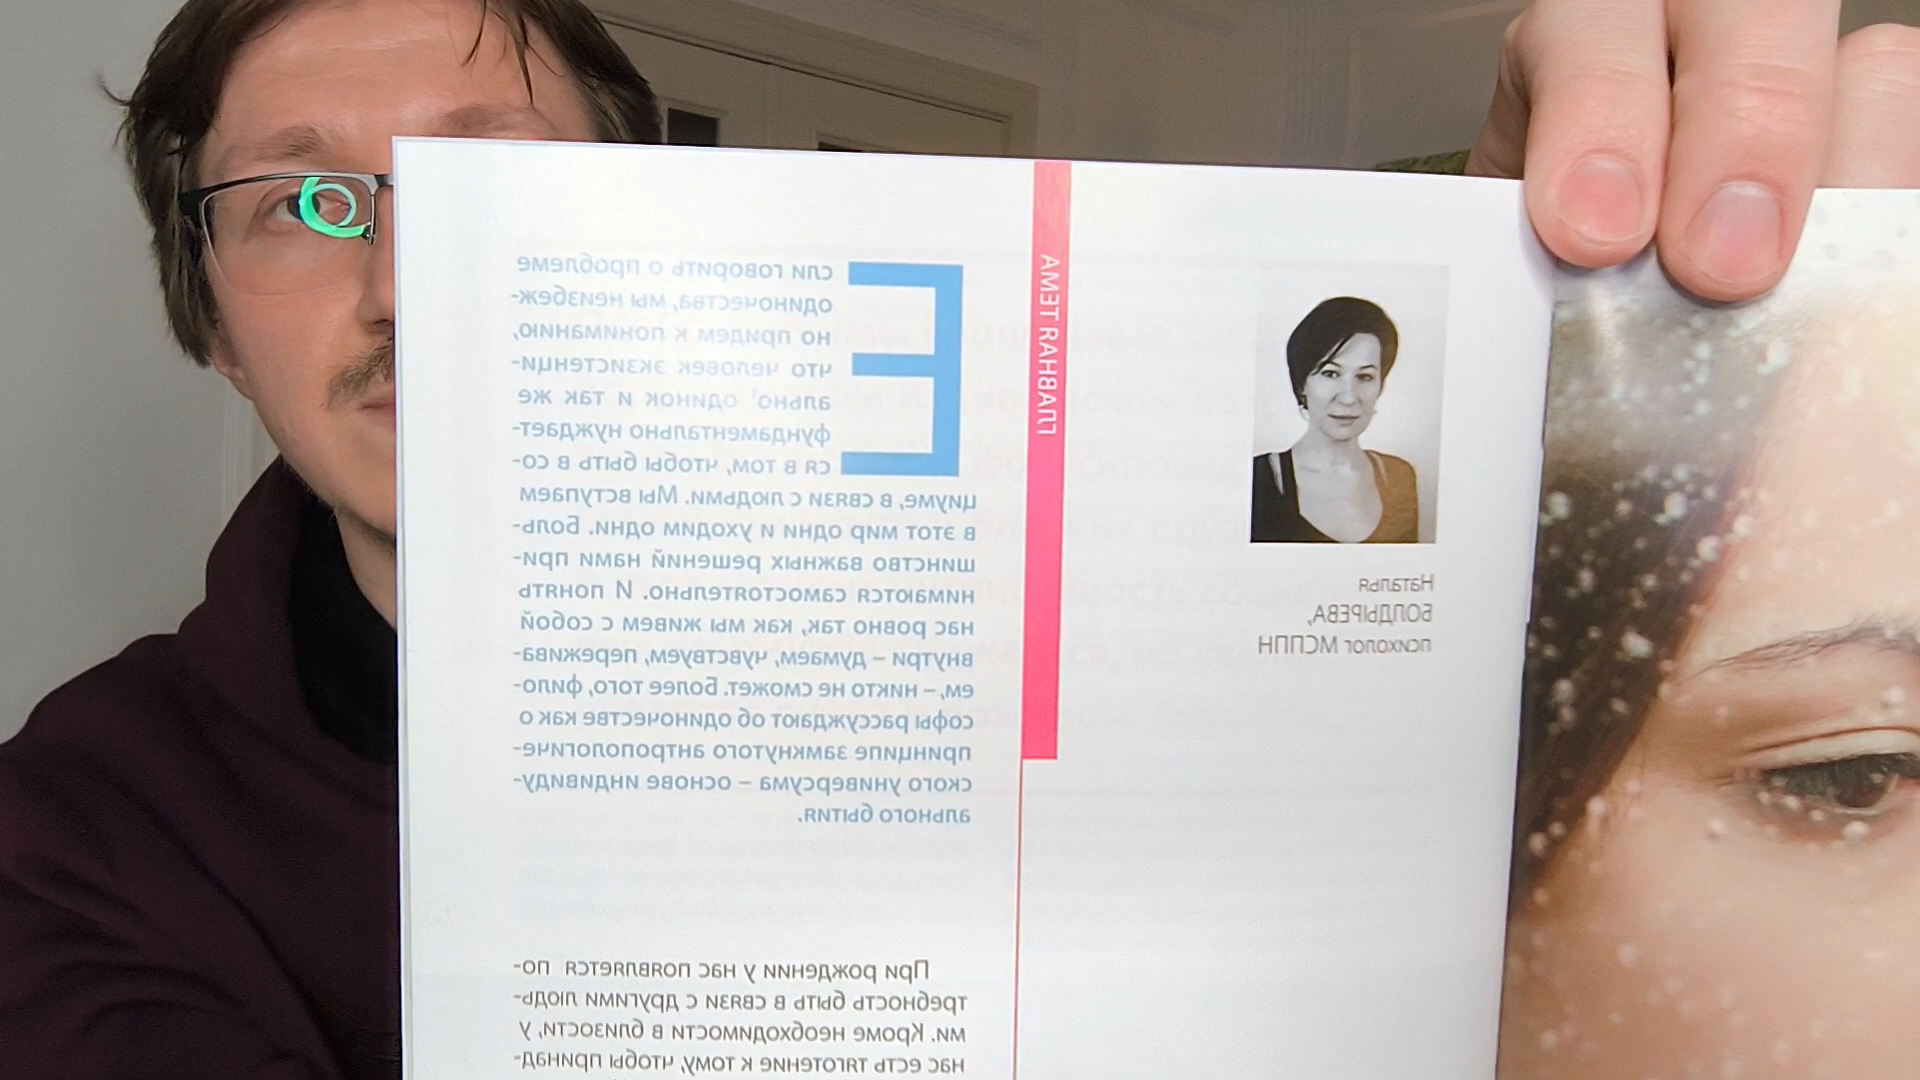 ГЛАВНАЯ ТЕМА
Наталья
БОЛДЫРЕВА,
психолог МСППН
Если говорить о проблеме
одиночества, мы неизбеж-
но придем к пониманию,
что человек экзистенци-
ально¹ одинок и так же
фундаментально нуждает-
ся в том, чтобы быть в со-
циуме, в связи с людьми. Мы вступаем
в этот мир одни и уходим одни. Боль-
шинство важных решений нами при-
нимаются самостоятельно. И понять
нас ровно так, как мы живем с собой
внутри – думаем, чувствуем, пережива-
ем, – никто не сможет. Более того, фило-
софы рассуждают об одиночестве как о
принципе замкнутого антропологиче-
ского универсума – основе индивиду-
ального бытия.
При рождении у нас появляется по-
требность быть в связи с другими людь-
ми. Кроме необходимости в близости, у
нас есть тяготение к тому, чтобы принад-